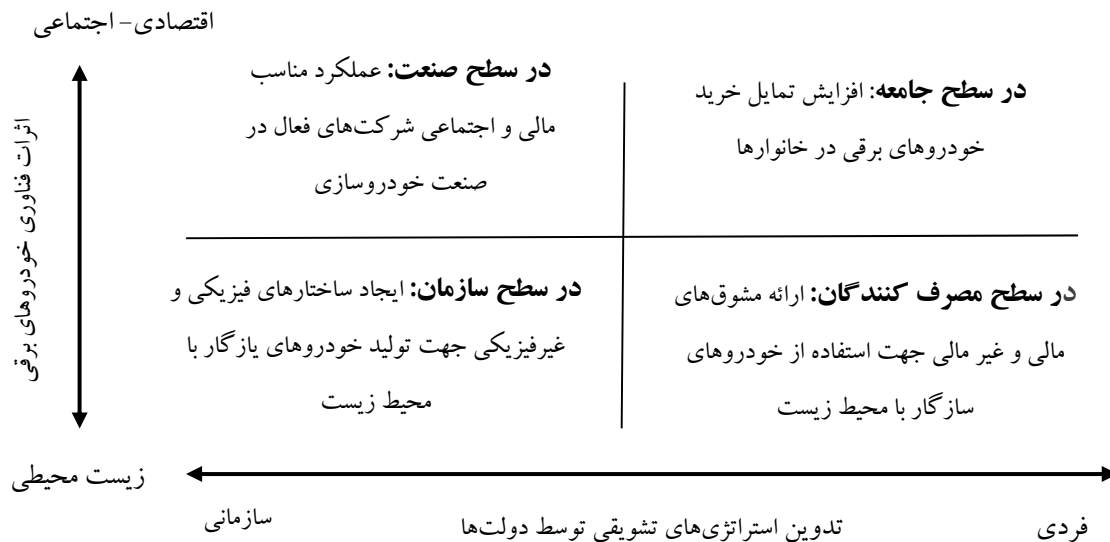 اقتصادی- اجتماعی
در سطح جامعه: افزایش تمایل خرید
خودروهای برقی در خانوارها
در سطح صنعت: عملکرد مناسب
مالی و اجتماعی شرکت‌های فعال در
صنعت خودروسازی
اثرات فناوری خودروهای برقی
در سطح مصرف کنندگان: ارائه مشوق‌های
مالی و غیر مالی جهت استفاده از خودروهای
سازگار با محیط زیست
در سطح سازمان: ایجاد ساختارهای فیزیکی و
غیرفیزیکی جهت تولید خودروهای یازگار با
محیط زیست
زیست محیطی
فردی
تدوین استراتژی‌های تشویقی توسط دولت‌ها
سازمانی